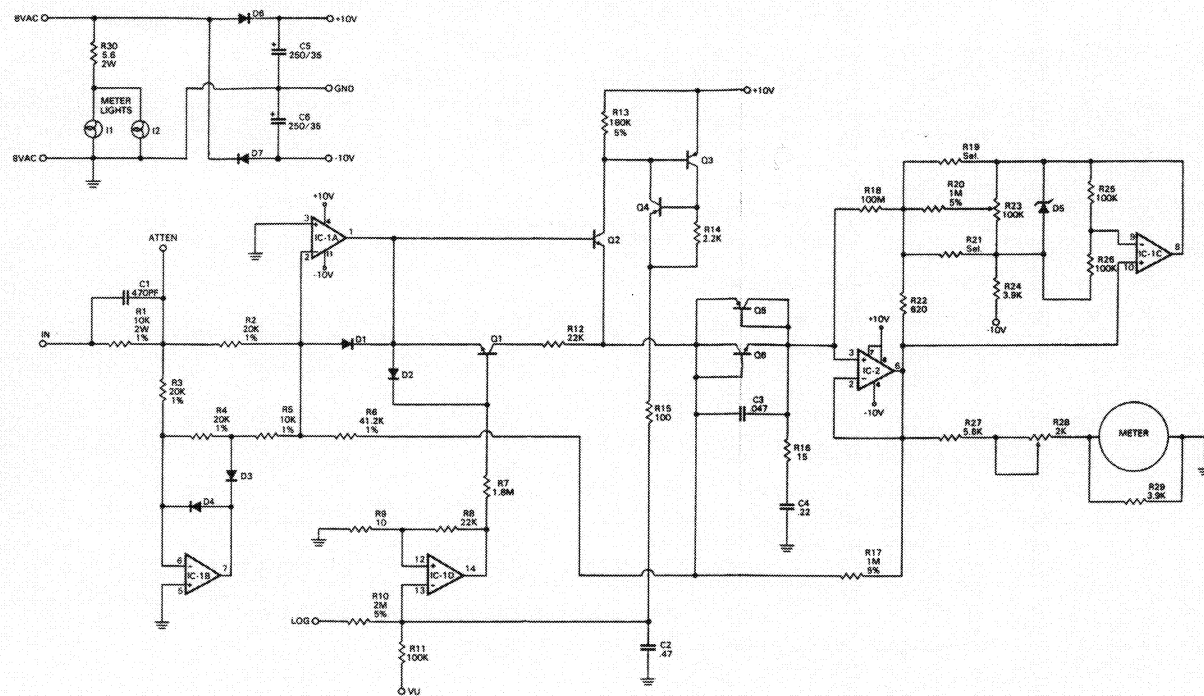 8VAC
D6
+10V
R30
5.6
2W
C5
250/35
METER
LIGHTS
GND
I1
I2
C6
250/35
8VAC
D7
-10V
+10V
R13
180K
5%
Q3
Q4
R14
2.2K
Q2
R19
Sel.
R18
100M
R20
1M
5%
R23
100K
D5
R25
100K
R21
Sel.
R26
100K
9
10
8
IC-1C
R24
3.9K
-10V
R22
820
ATTEN
+10V
3
4
1
IC-1A
2
11
-10V
C1
470PF
IN
R1
10K
2W
1%
R2
20K
1%
D1
Q1
R12
22K
D2
Q5
Q6
+10V
3
7
8
IC-2
6
2
4
-10V
R3
20K
1%
R4
20K
1%
R5
10K
1%
R6
41.2K
1%
C3
.047
R15
100
R16
15
R27
5.6K
R28
2K
METER
R29
3.9K
D3
D4
R7
1.8M
C4
.22
R9
10
R8
22K
6
7
IC-1B
5
12
14
IC-1D
13
R17
1M
5%
R10
2M
5%
LOG
R11
100K
C2
.47
VU